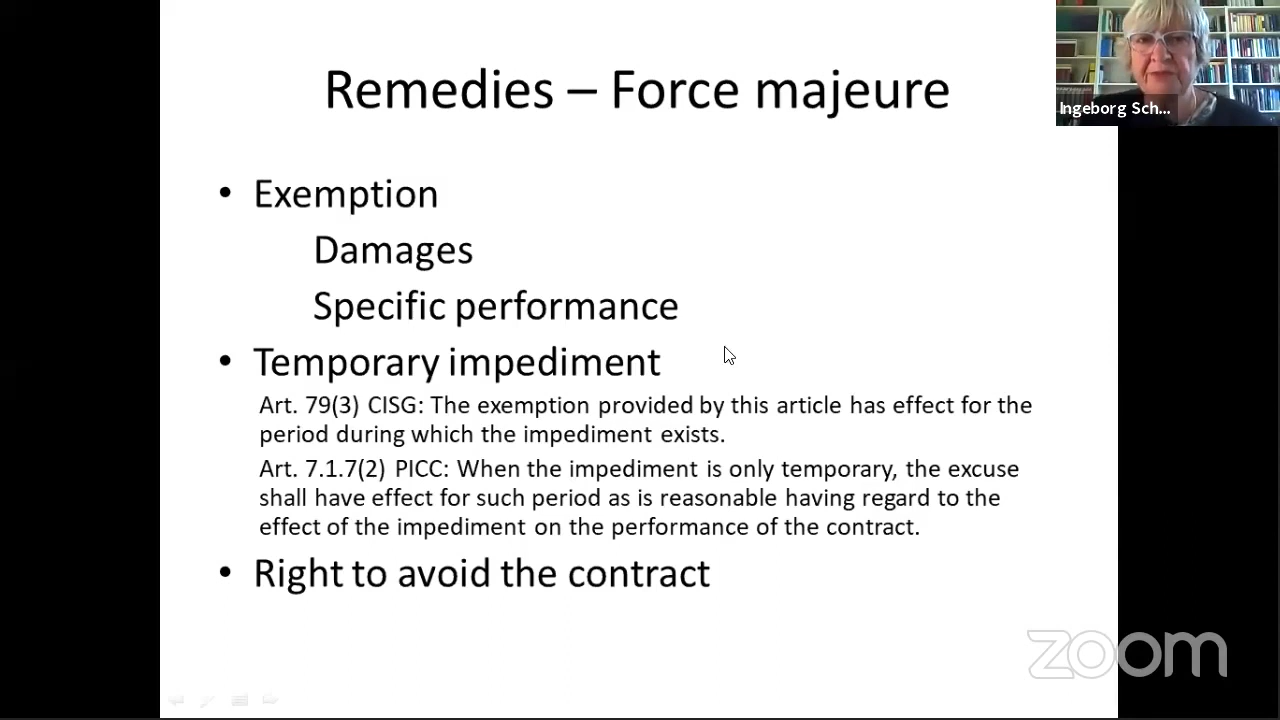 Remedies – Force majeure
Ingeborg Sch...
• Exemption
Damages
Specific performance
• Temporary impediment
Art. 79(3) CISG: The exemption provided by this article has effect for the
period during which the impediment exists.
Art. 7.1.7(2) PICC: When the impediment is only temporary, the excuse
shall have effect for such period as is reasonable having regard to the
effect of the impediment on the performance of the contract.
• Right to avoid the contract
zoom